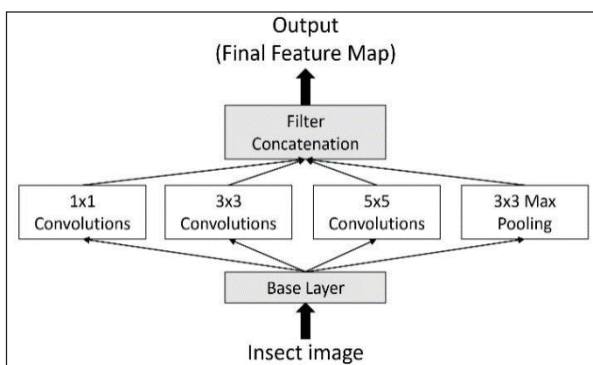 Output
(Final Feature Map)
Filter
Concatenation
1x1
Convolutions
3x3
Convolutions
5x5
Convolutions
3x3 Max
Pooling
Base Layer
Insect image